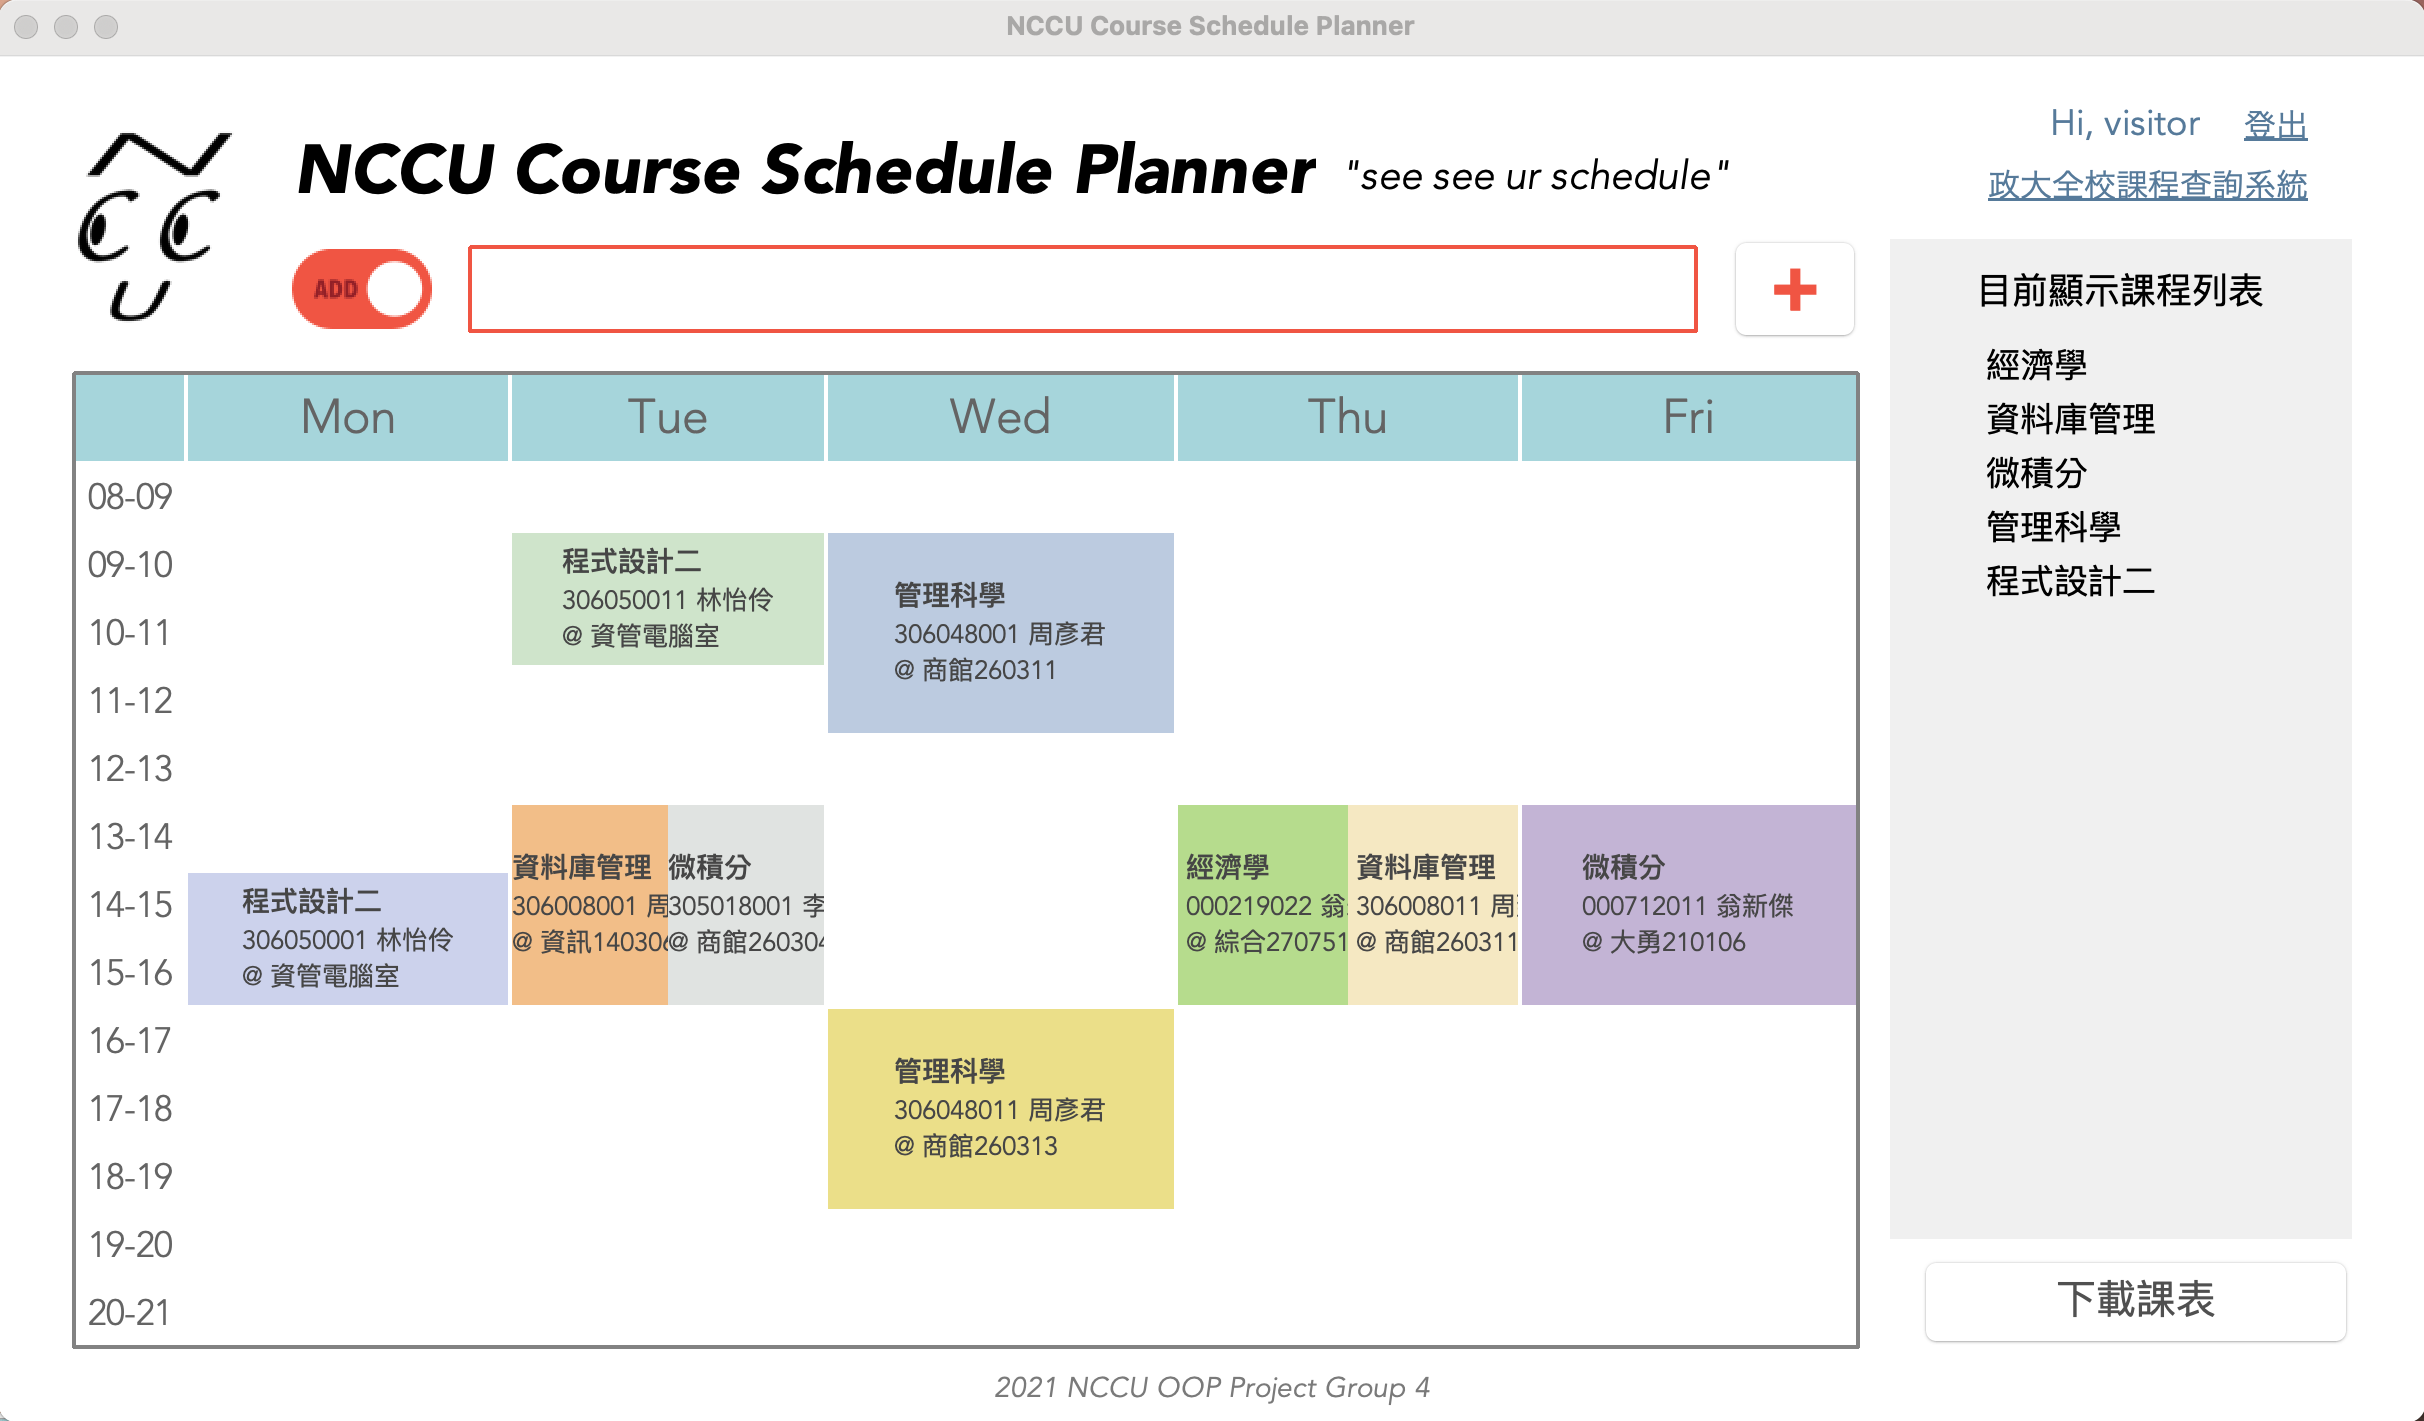 NCCU Course Schedule Planner
N
CC
U
NCCU Course Schedule Planner "see see ur schedule"
Hi, visitor 登出
政大全校課程查詢系統
ADD
+
目前顯示課程列表
經濟學
資料庫管理
微積分
管理科學
程式設計二
Mon Tue Wed Thu Fri
08-09
09-10
10-11
11-12
12-13
13-14
14-15
15-16
16-17
17-18
18-19
19-20
20-21
程式設計二
306050001 林怡伶
@ 資管電腦室
程式設計二
306050011 林怡伶
@ 資管電腦室
資料庫管理
306008001 周
@ 資訊140306
微積分
305018001 李
@ 商館260304
管理科學
306048001 周彥君
@ 商館260311
管理科學
306048011 周彥君
@ 商館260313
經濟學
000219022 翁
@ 綜合270751
資料庫管理
306008011 周
@ 商館260311
微積分
000712011 翁新傑
@ 大勇210106
下載課表
2021 NCCU OOP Project Group 4